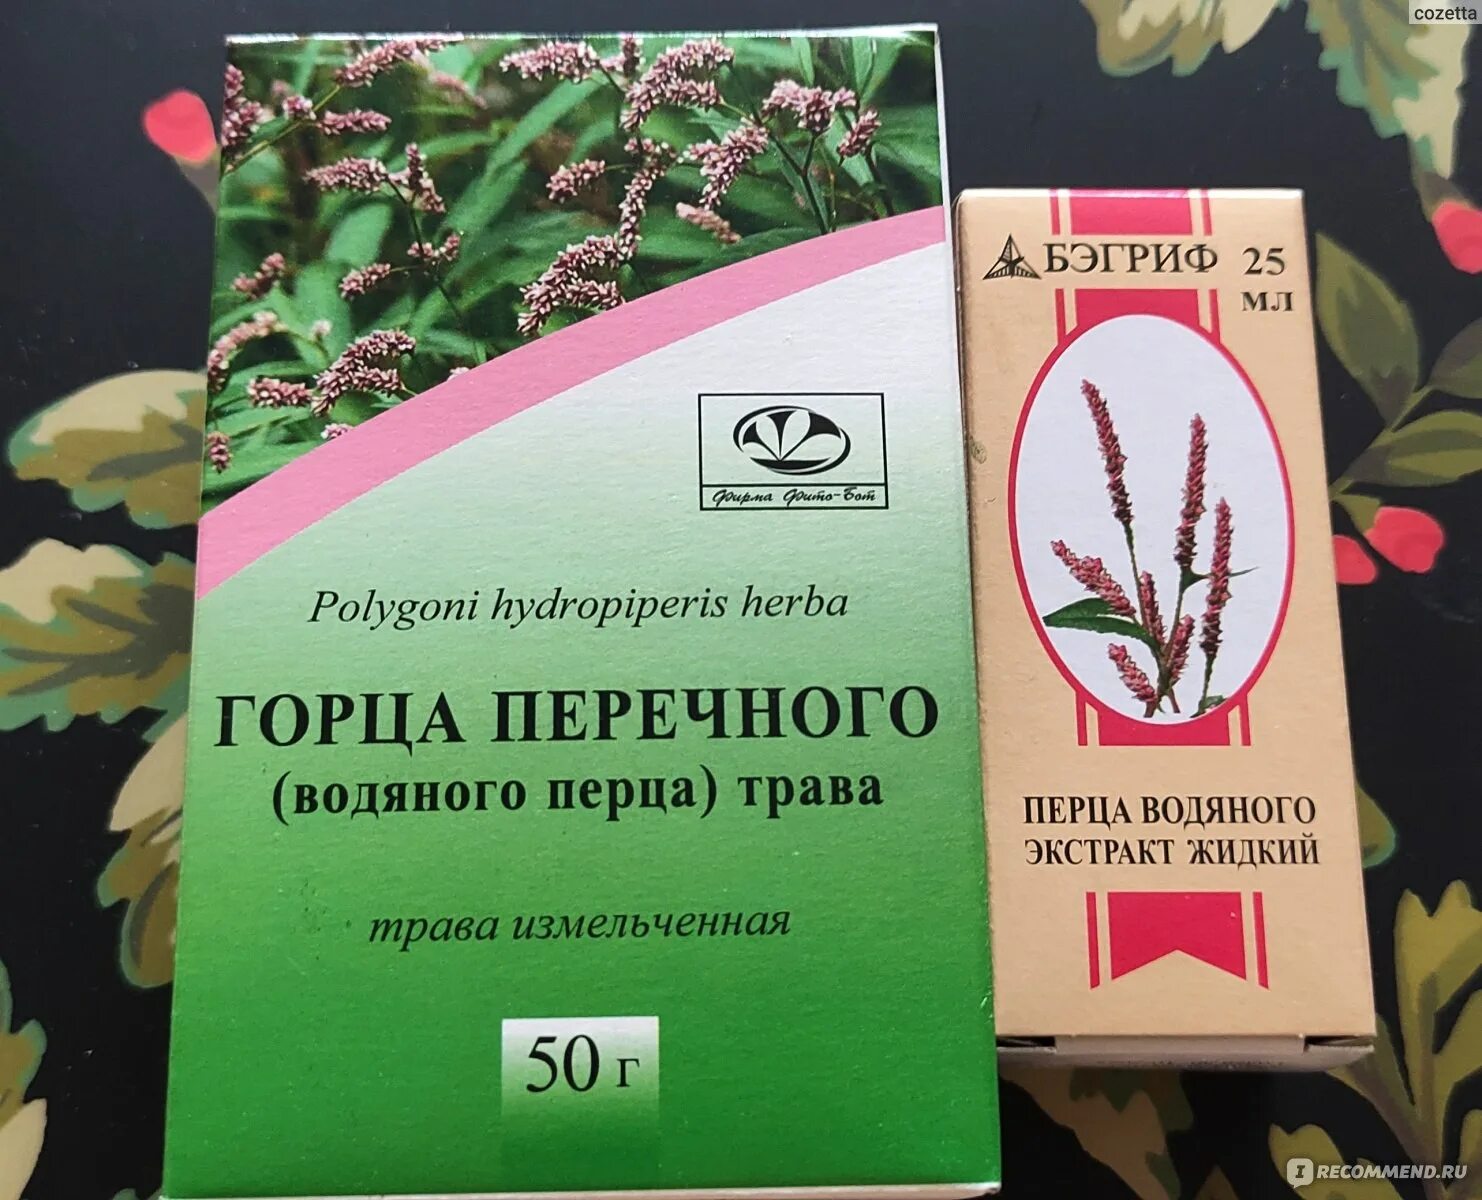 cozetta
Фирма Фито-Бот
Polygoni hydropiperis herba
ГОРЦА ПЕРЕЧНОГО
(водяного перца) трава
трава измельченная
50 г
БЭГРИФ 25
мл
ПЕРЦА ВОДЯНОГО
ЭКСТРАКТ ЖИДКИЙ
IRECOMMEND.RU